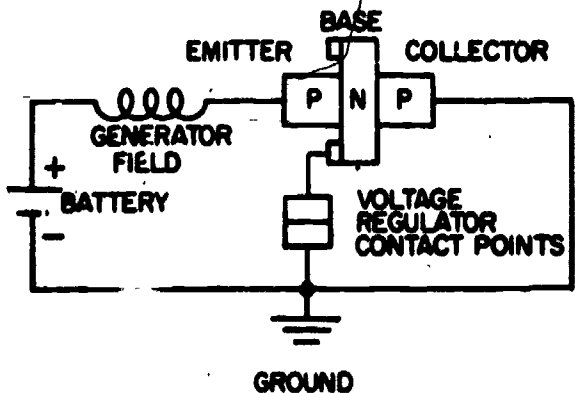 BASE
EMITTER
COLLECTOR
P N P
GENERATOR
FIELD
+
BATTERY
-
VOLTAGE
REGULATOR
CONTACT POINTS
GROUND